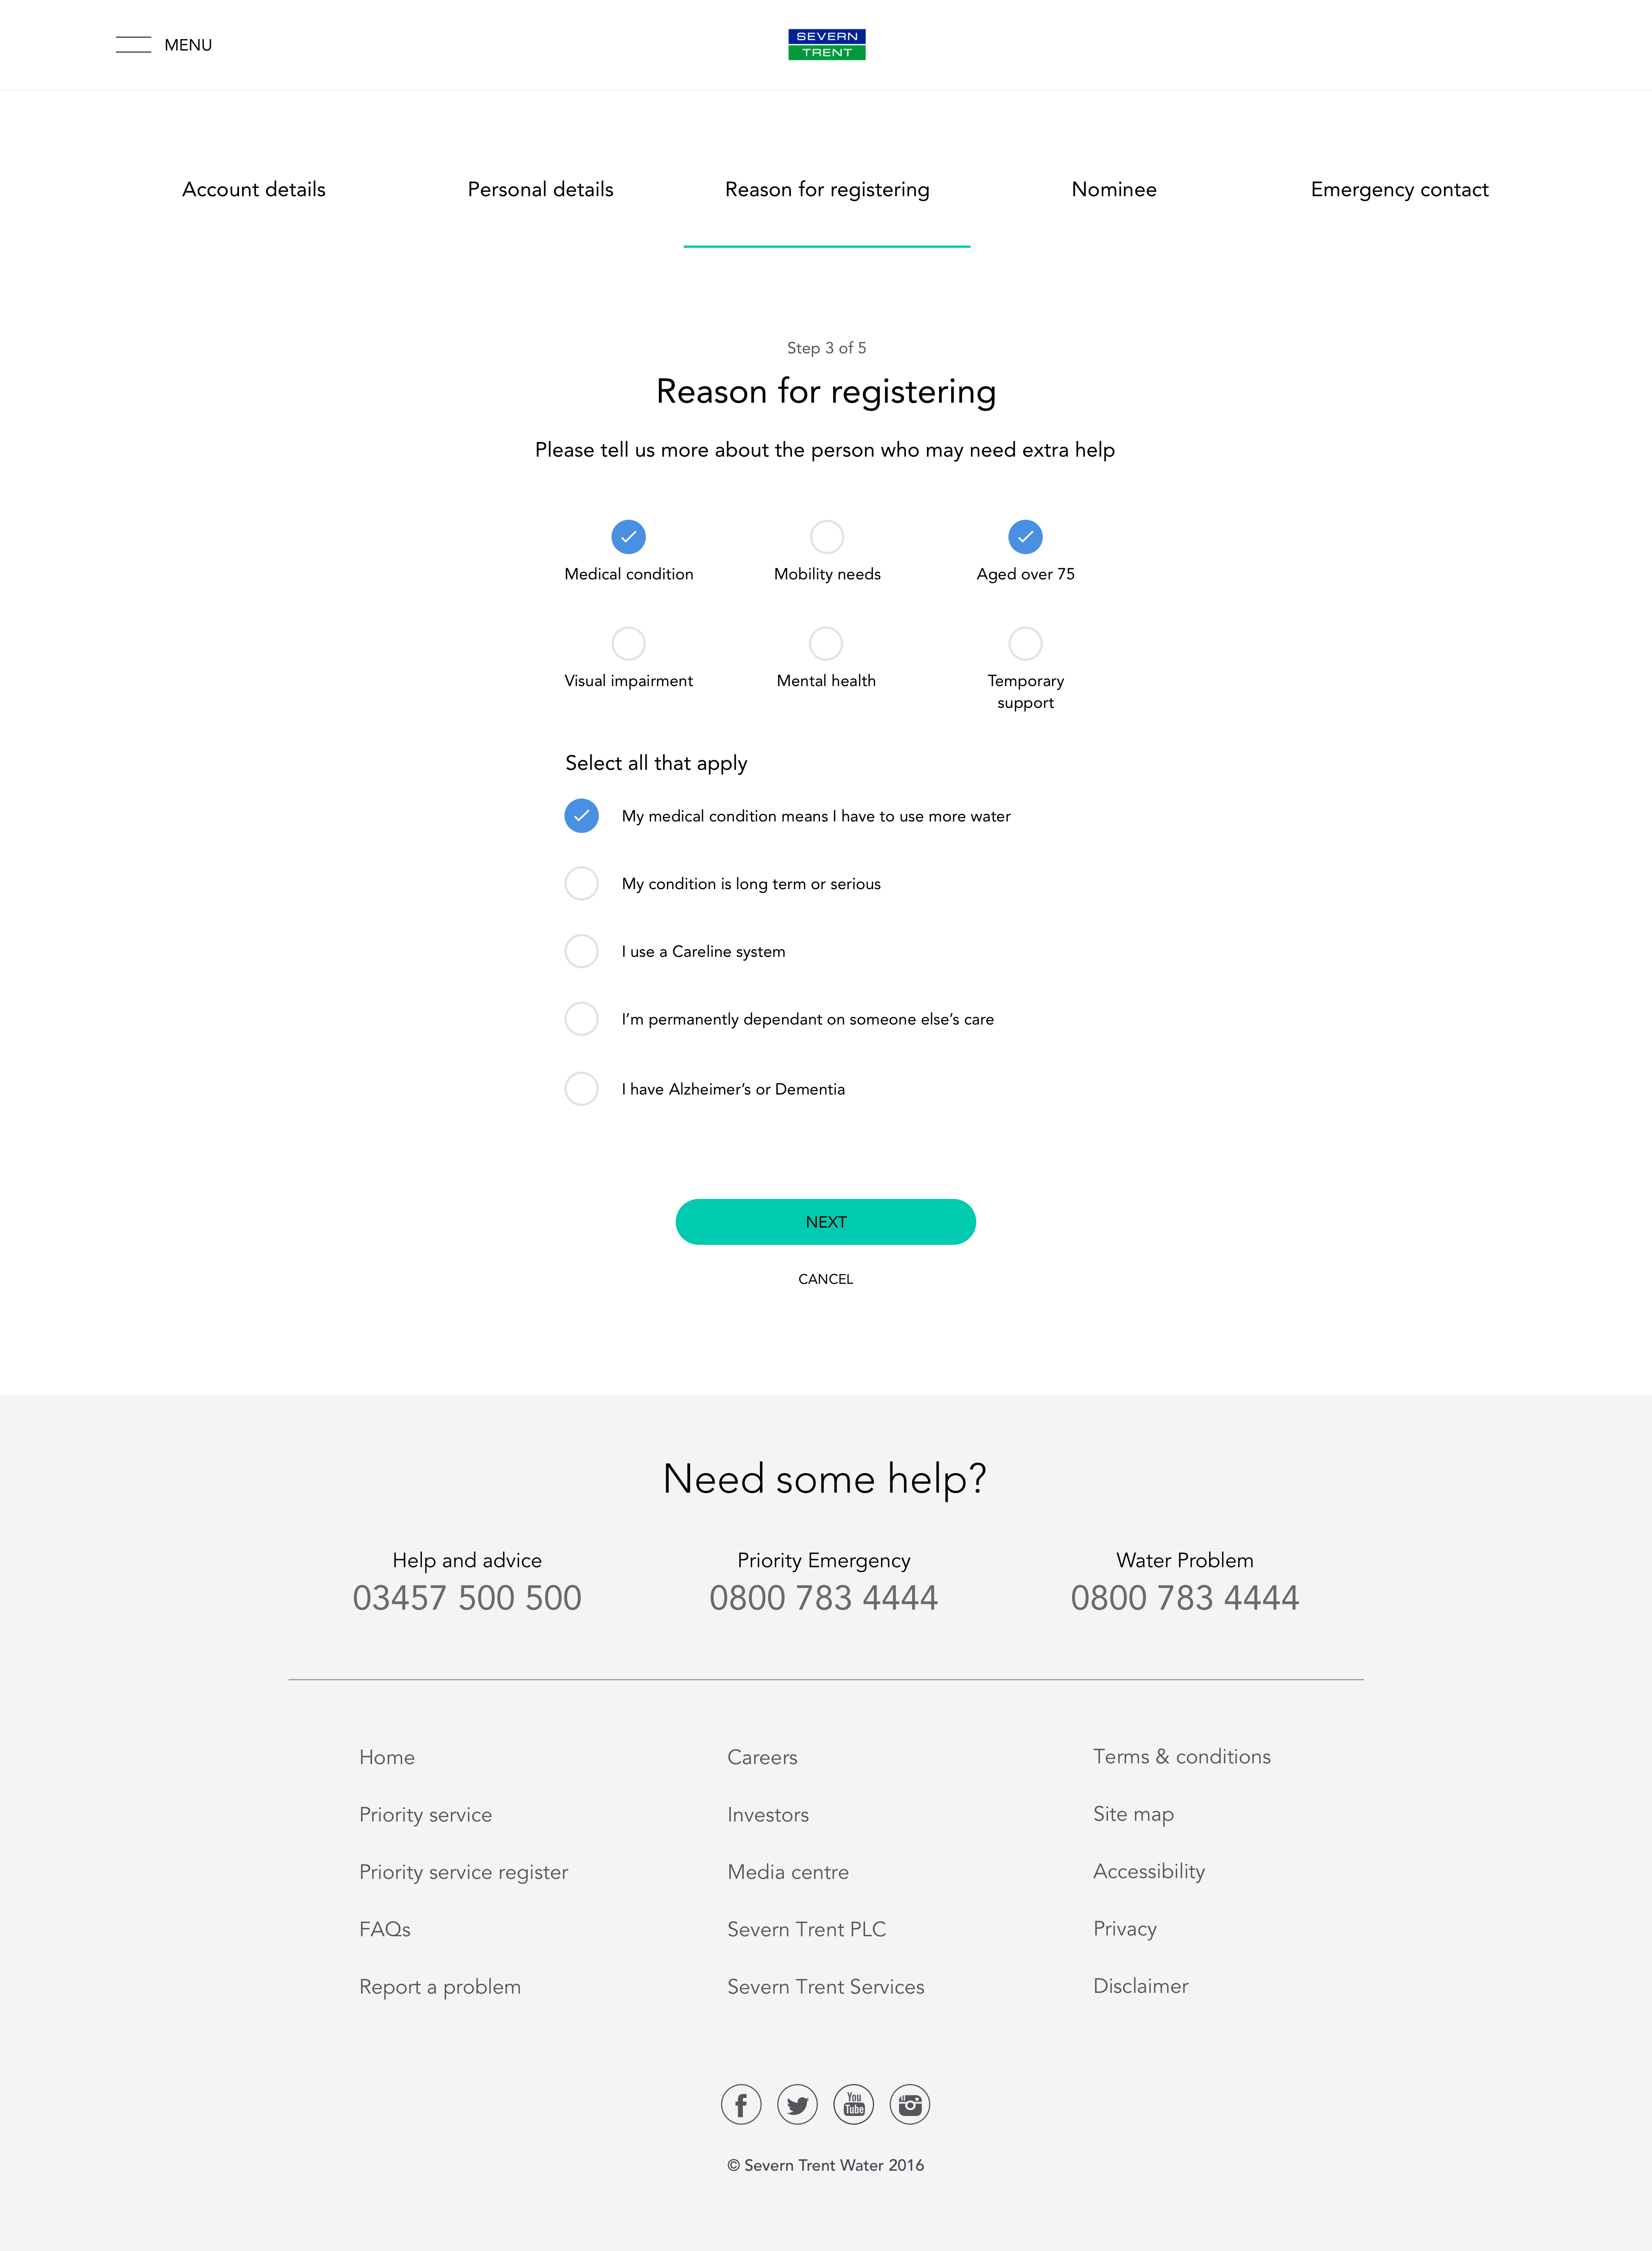 MENU
SEVERN
TRENT
Account details
Personal details
Reason for registering
Nominee
Emergency contact
Step 3 of 5
Reason for registering
Please tell us more about the person who may need extra help
Medical condition
Mobility needs
Aged over 75
Visual impairment
Mental health
Temporary
support
Select all that apply
My medical condition means I have to use more water
My condition is long term or serious
I use a Careline system
I’m permanently dependant on someone else’s care
I have Alzheimer’s or Dementia
NEXT
CANCEL
Need some help?
Help and advice
03457 500 500
Priority Emergency
0800 783 4444
Water Problem
0800 783 4444
Home
Priority service
Priority service register
FAQs
Report a problem
Careers
Investors
Media centre
Severn Trent PLC
Severn Trent Services
Terms & conditions
Site map
Accessibility
Privacy
Disclaimer
You
Tube
© Severn Trent Water 2016